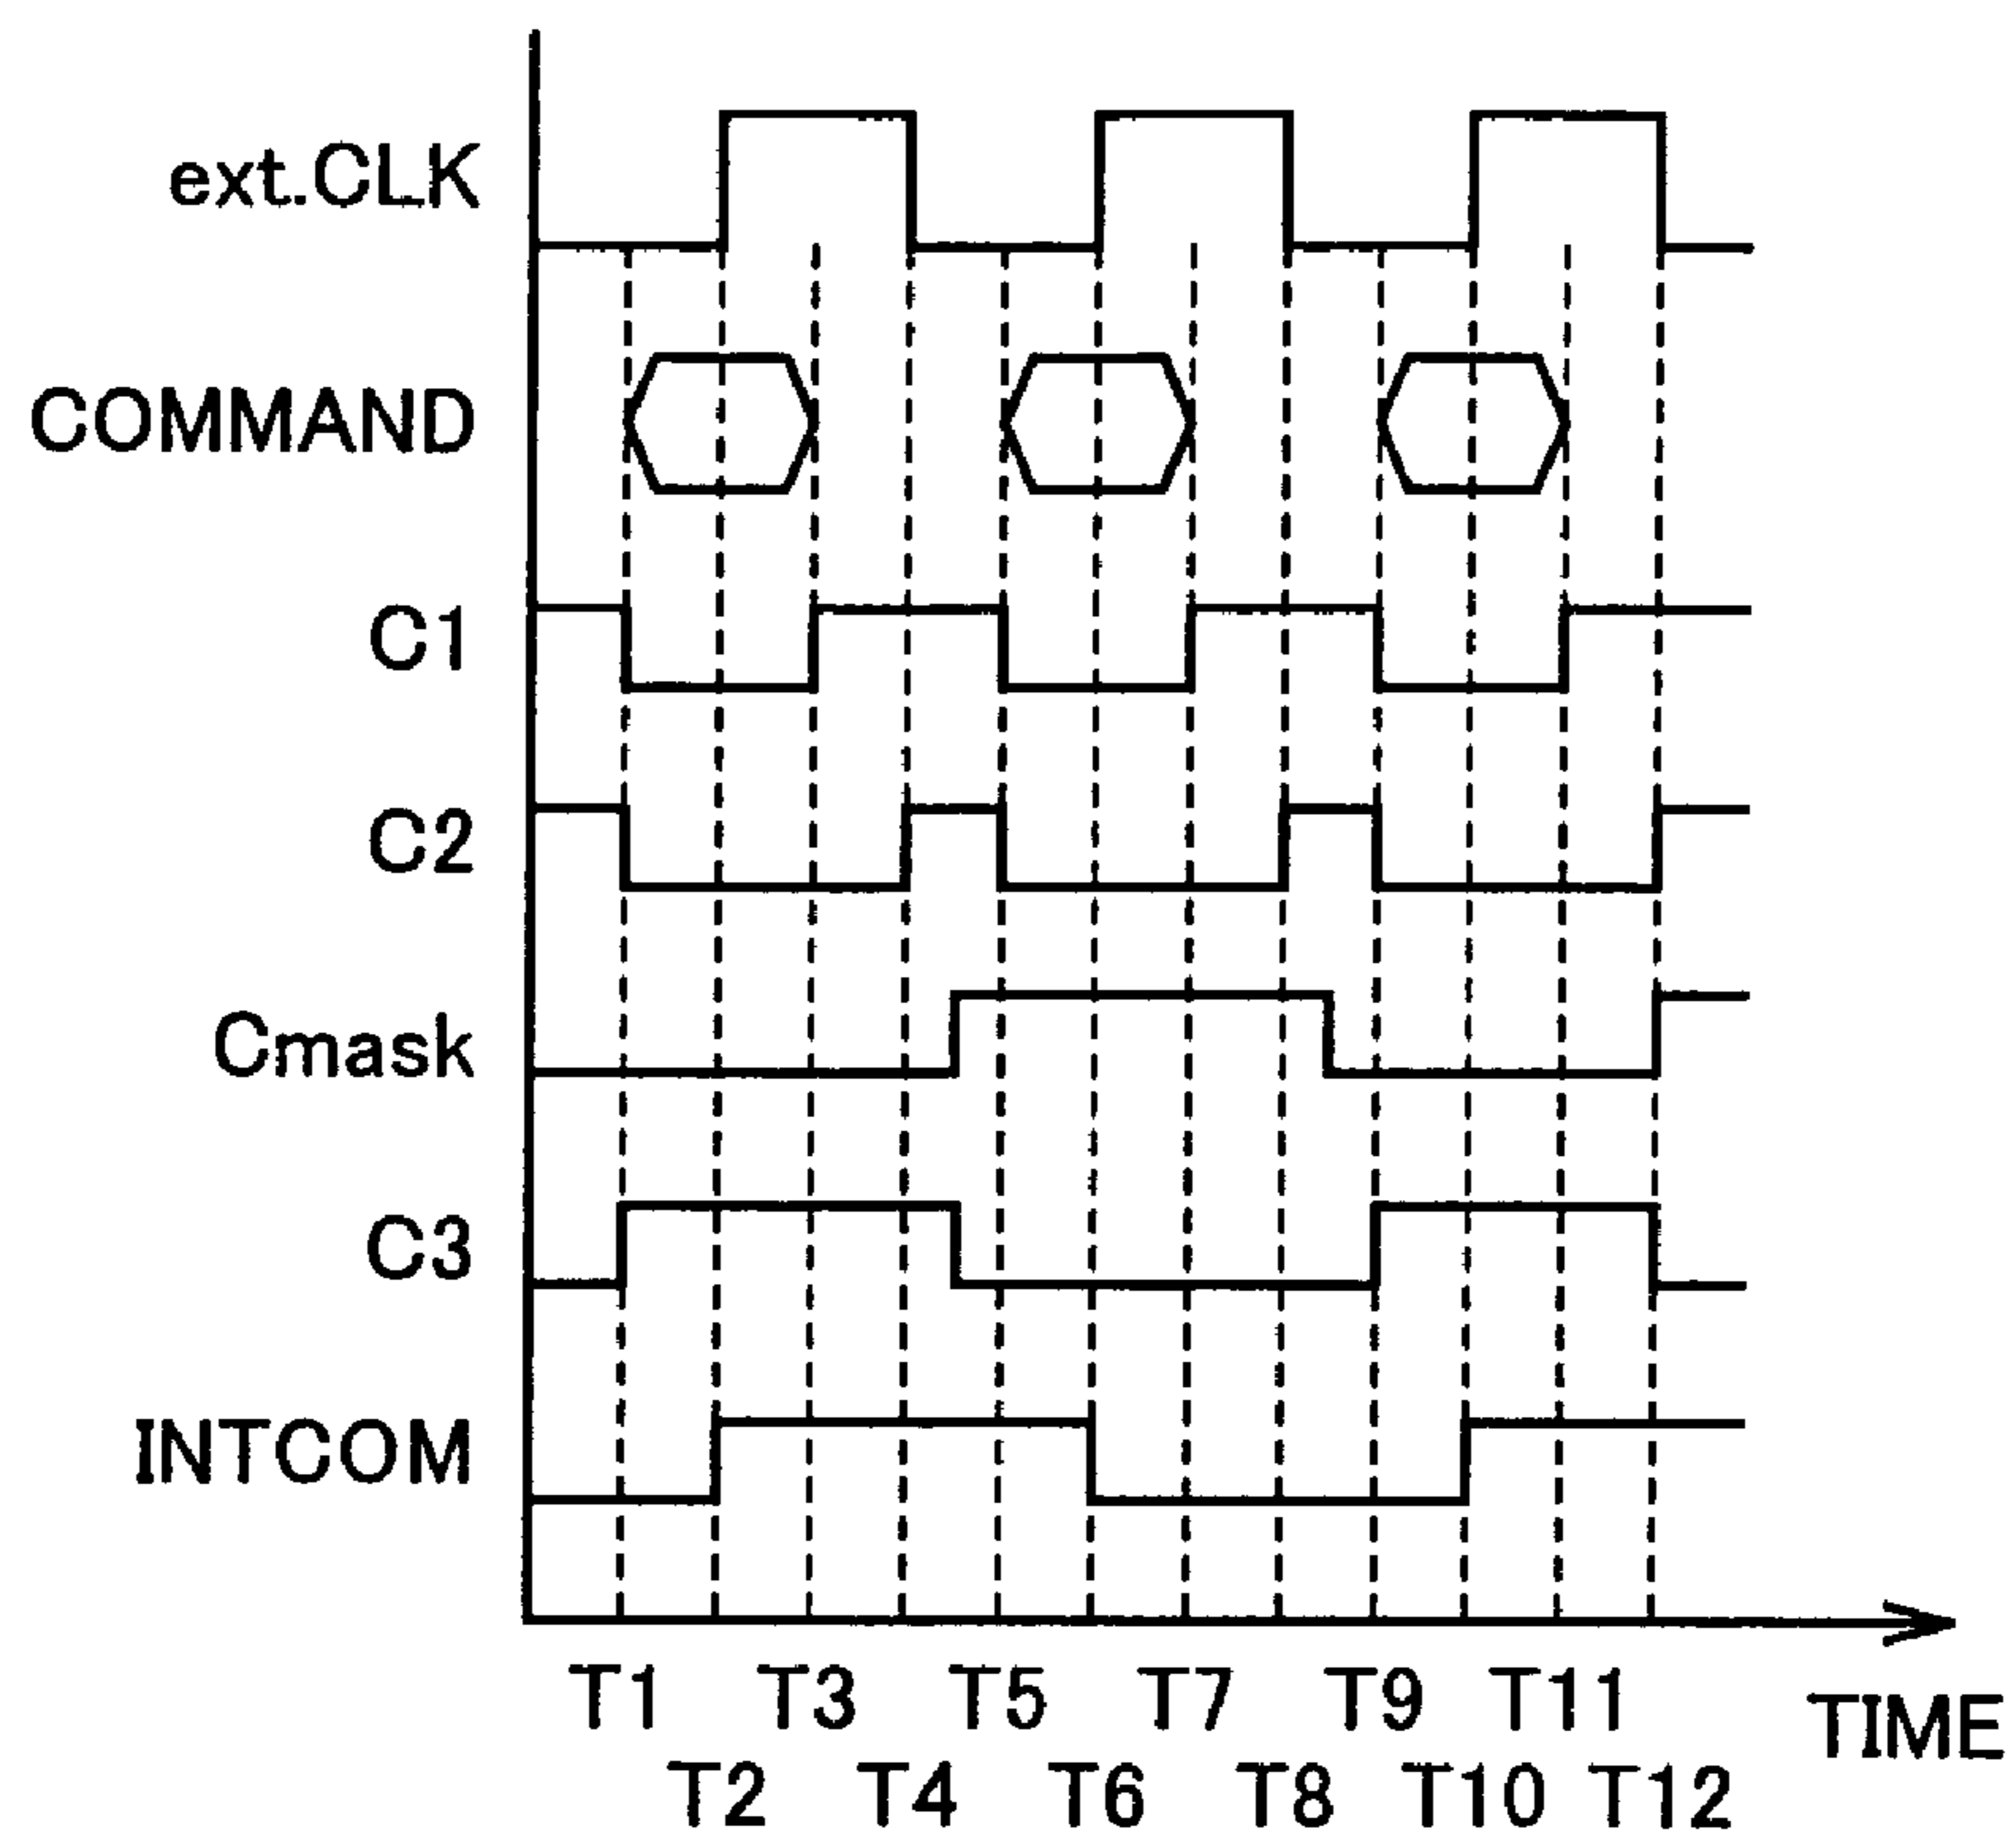 ext.CLK
COMMAND
C1
C2
Cmask
C3
INTCOM
T1 T3 T5 T7 T9 T11
TIME
T2 T4 T6 T8 T10 T12